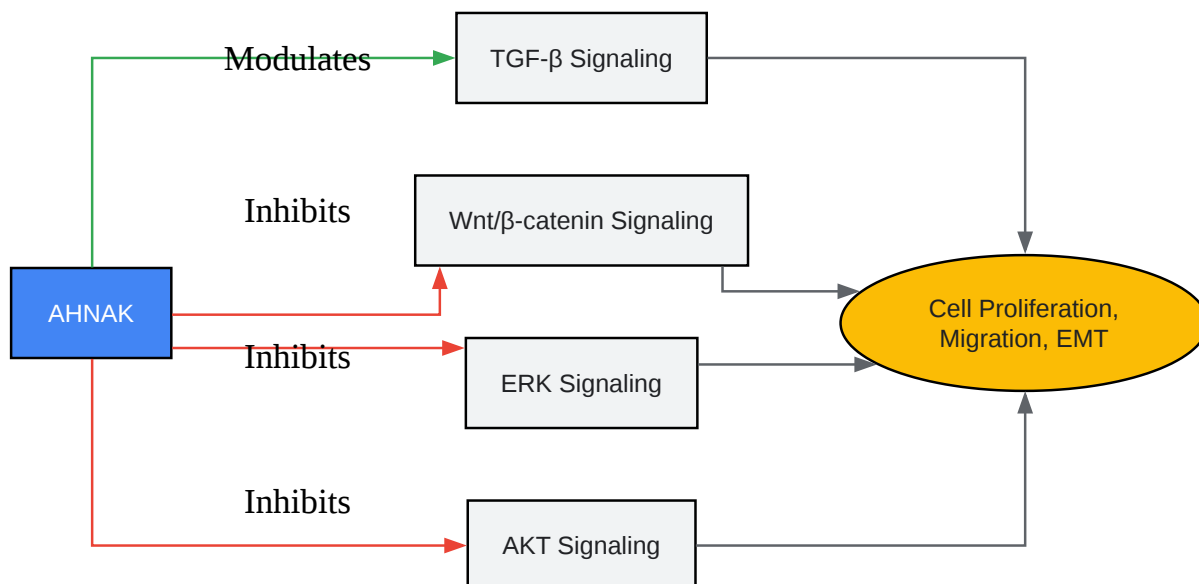 Modulates
TGF-β Signaling
Inhibits
Wnt/β-catenin Signaling
AHNAK
Cell Proliferation,
Migration, EMT
Inhibits
ERK Signaling
Inhibits
AKT Signaling